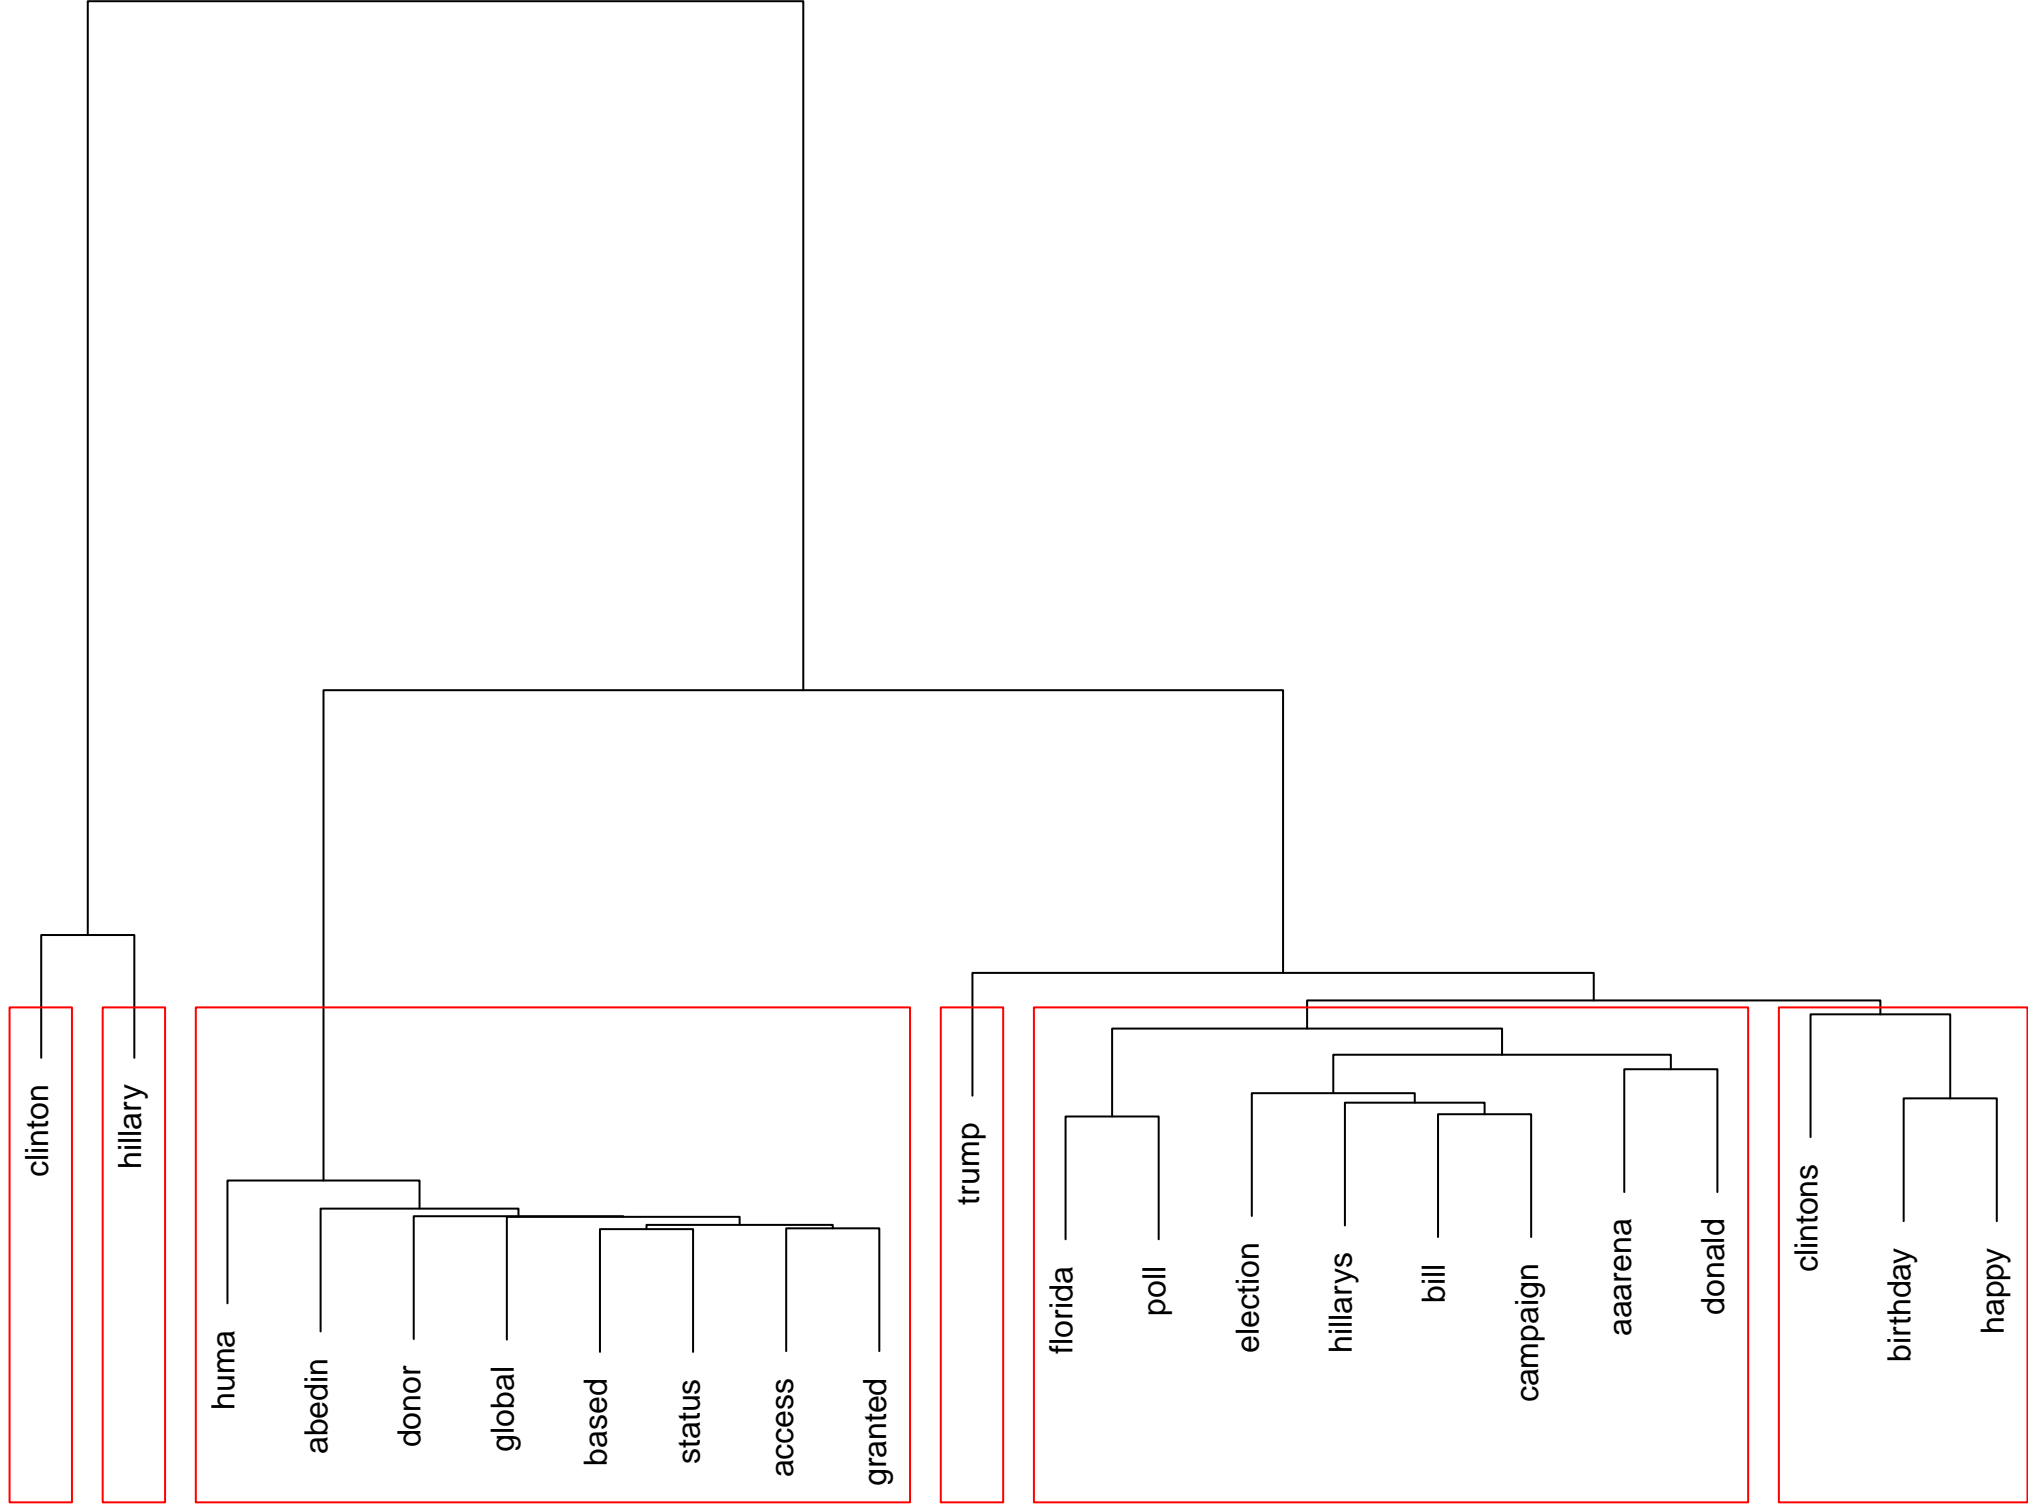 clinton
hillary
huma
abedin
donor
global
based
status
access
granted
trump
florida
poll
election
hillarys
bill
campaign
aaarena
donald
clintons
birthday
happy